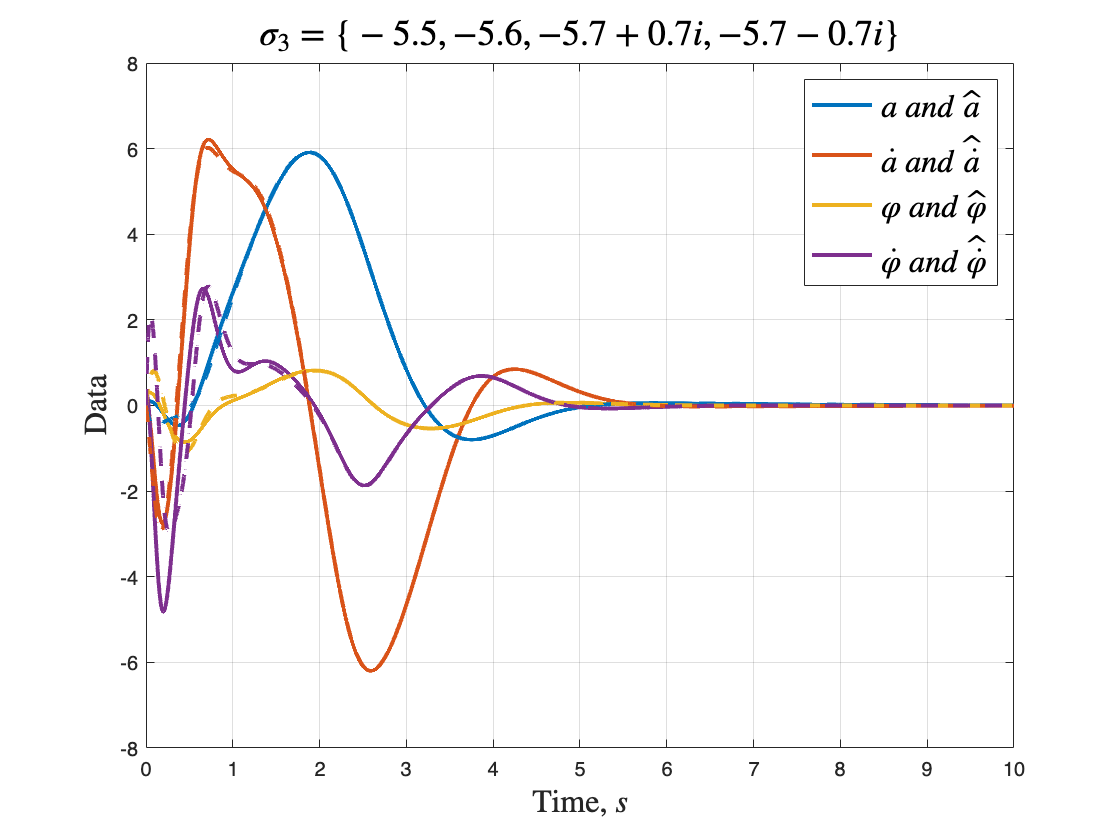 σ₃ = { − 5.5, −5.6, −5.7 + 0.7i, −5.7 − 0.7i}
8
6
4
2
0
-2
-4
-6
-8
Data
a and â
ȧ and ȧ̂
φ and φ̂
φ̇ and φ̇̂
0 1 2 3 4 5 6 7 8 9 10
Time, s